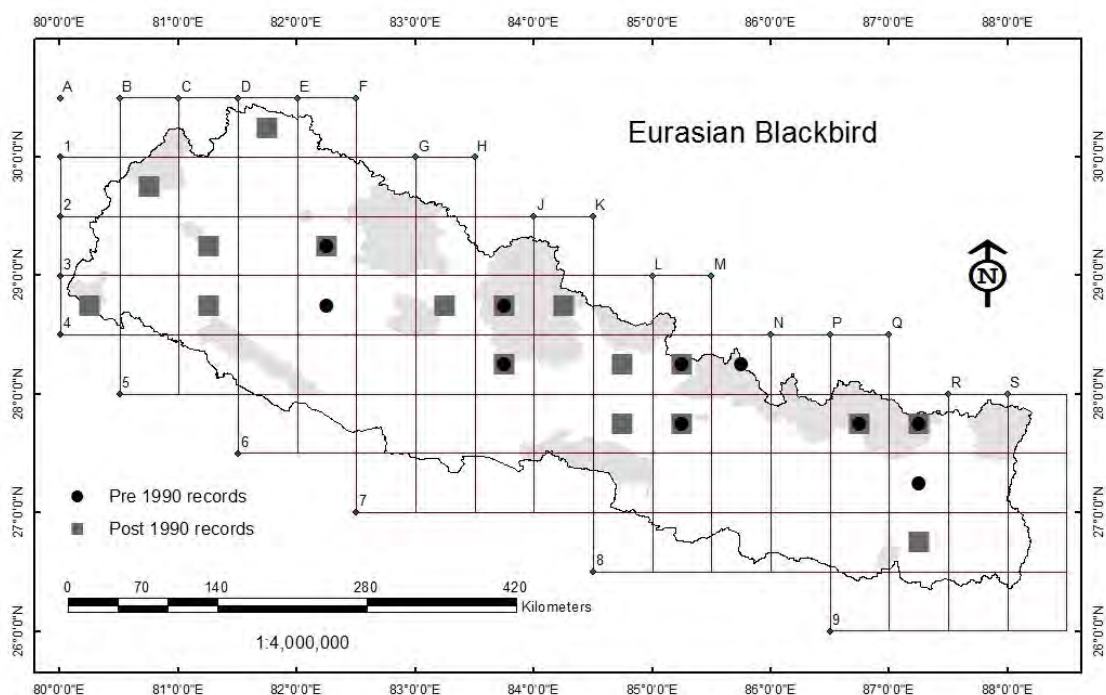 80°0'0"E 81°0'0"E 82°0'0"E 83°0'0"E 84°0'0"E 85°0'0"E 86°0'0"E 87°0'0"E 88°0'0"E
A B C D E F
Eurasian Blackbird
30°0'0"N 1 G H 30°0'0"N
2 J K
29°0'0"N 3 L M N 29°0'0"N
4 N P Q
28°0'0"N 5 R S 28°0'0"N
6
Pre 1990 records
27°0'0"N 7 27°0'0"N
Post 1990 records
8
0 70 140 280 420
Kilometers
26°0'0"N 9 26°0'0"N
1:4,000,000
80°0'0"E 81°0'0"E 82°0'0"E 83°0'0"E 84°0'0"E 85°0'0"E 86°0'0"E 87°0'0"E 88°0'0"E